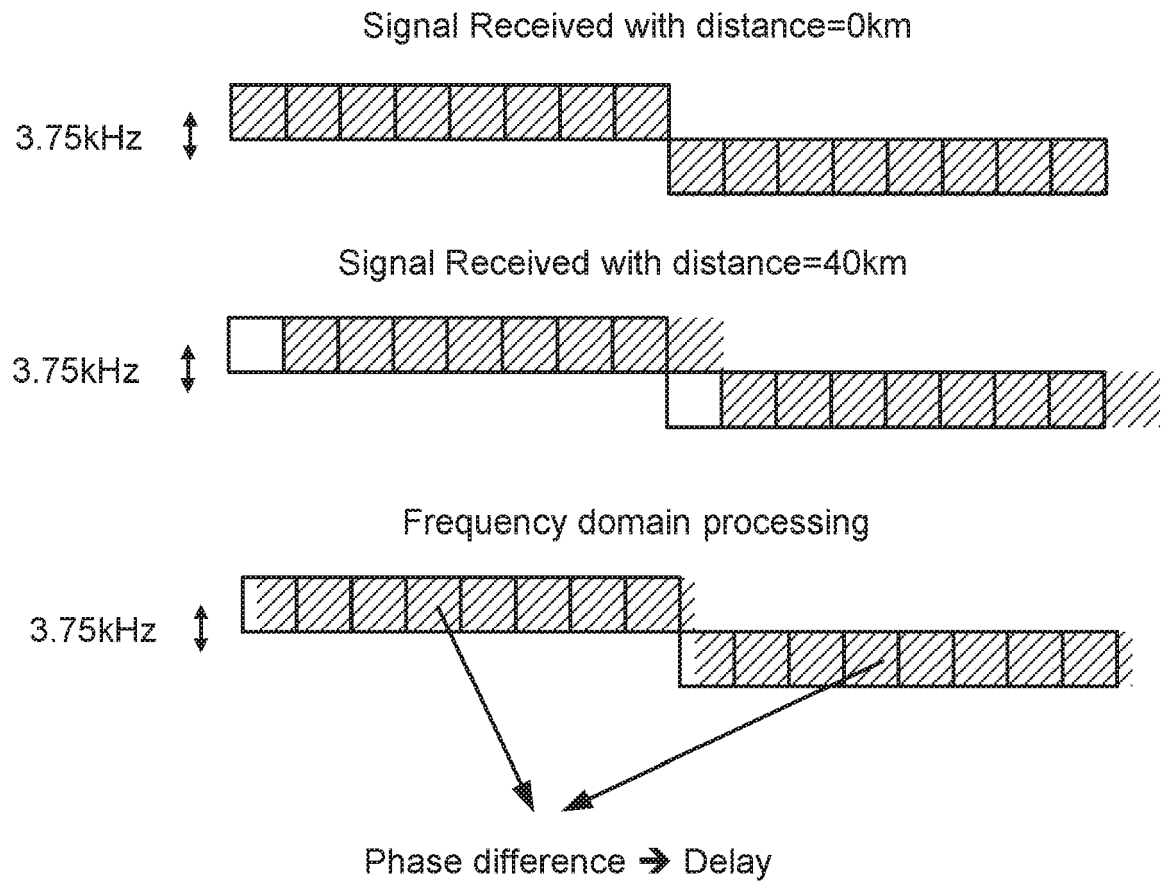 Signal Received with distance=0km
3.75kHz
Signal Received with distance=40km
3.75kHz
Frequency domain processing
3.75kHz
Phase difference ➔ Delay